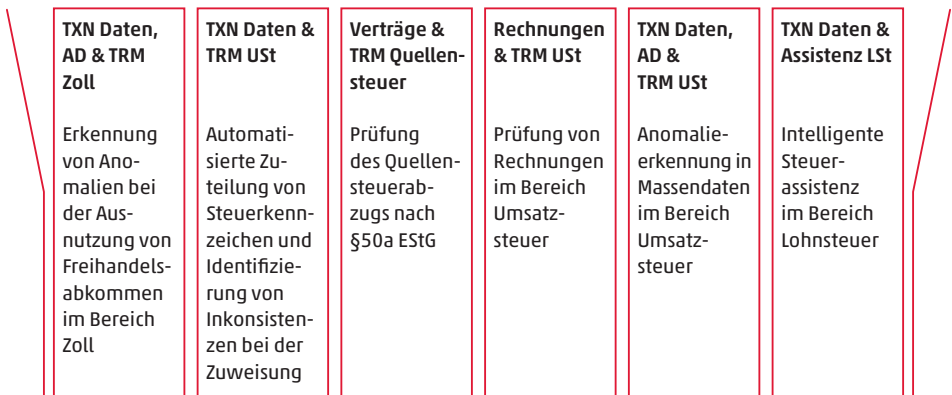 TXN Daten,
AD & TRM
Zoll
Erkennung
von Ano-
malien bei
der Aus-
nutzung von
Freihandels-
abkommen
im Bereich
Zoll
TXN Daten &
TRM USt
Automati-
sierte Zu-
teilung von
Steuerkenn-
zeichen und
Identifizie-
rung von
Inkonsisten-
zen bei der
Zuweisung
Verträge &
TRM Quellen-
steuer
Prüfung
des Quellen-
steuerab-
zugs nach
§50a EStG
Rechnungen
& TRM USt
Prüfung von
Rechnungen
im Bereich
Umsatz-
steuer
TXN Daten,
AD &
TRM USt
Anomalie-
erkennung in
Massendaten
im Bereich
Umsatz-
steuer
TXN Daten &
Assistenz LSt
Intelligente
Steuer-
assistenz
im Bereich
Lohnsteuer